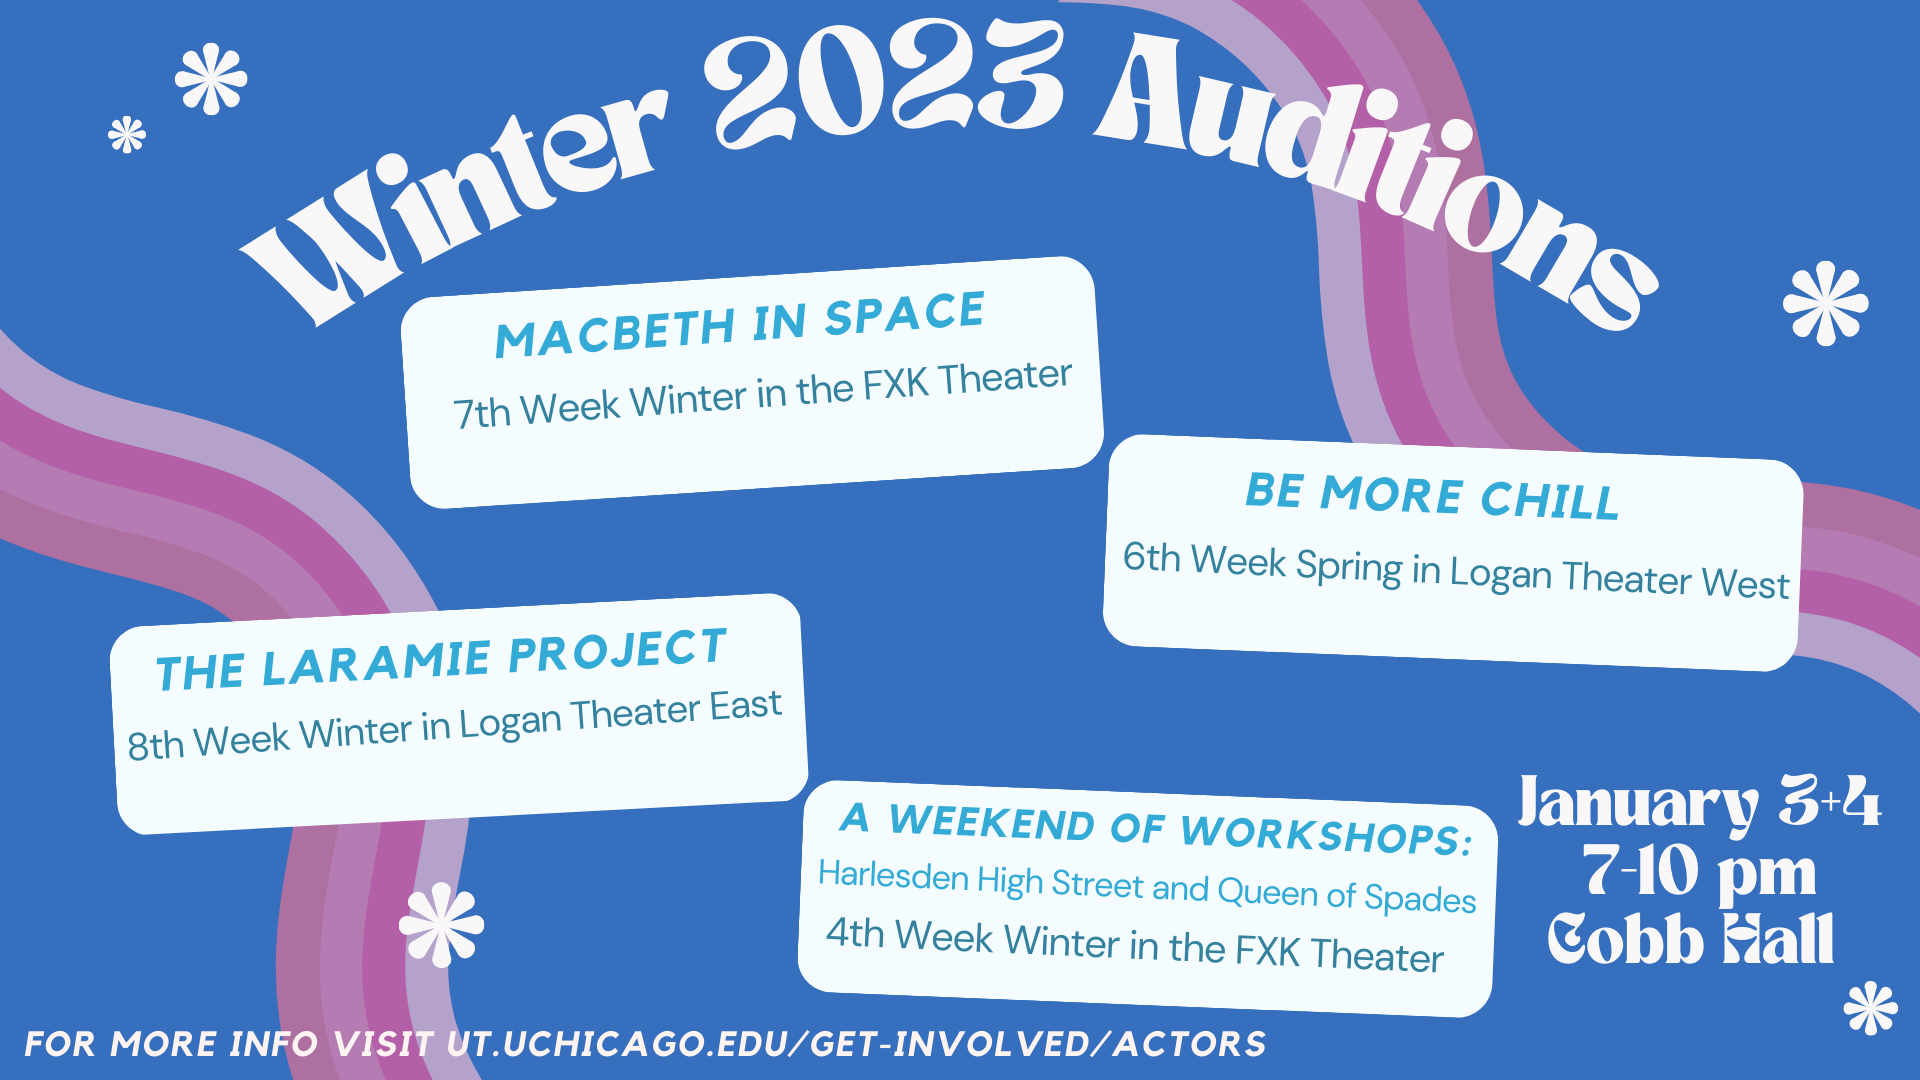 Winter 2023 Auditions
MACBETH IN SPACE
7th Week Winter in the FXK Theater
BE MORE CHILL
6th Week Spring in Logan Theater West
THE LARAMIE PROJECT
8th Week Winter in Logan Theater East
A WEEKEND OF WORKSHOPS:
Harlesden High Street and Queen of Spades
4th Week Winter in the FXK Theater
January 3+4
7-10 pm
Cobb Hall
FOR MORE INFO VISIT UT.UCHICAGO.EDU/GET-INVOLVED/ACTORS